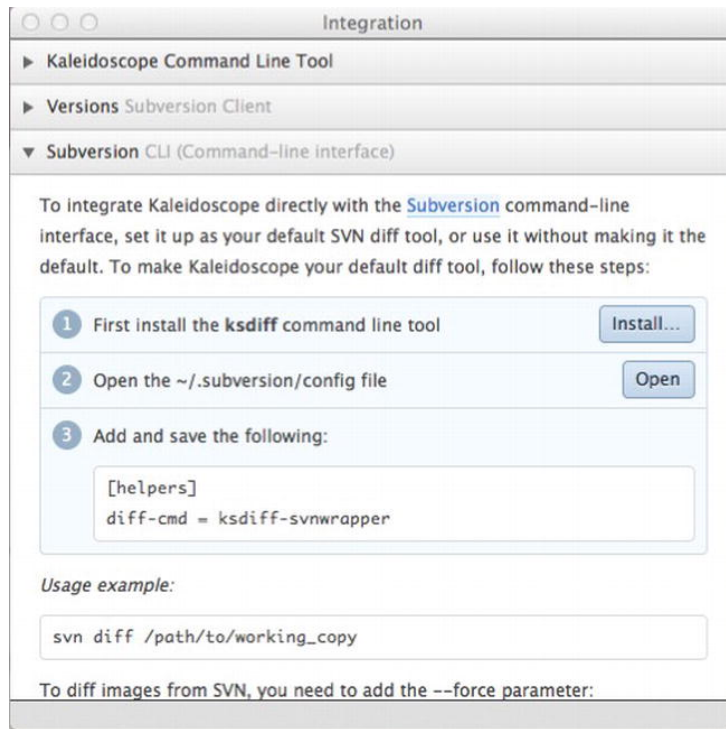 Integration
Kaleidoscope Command Line Tool
Versions Subversion Client
Subversion CLI (Command-line interface)
To integrate Kaleidoscope directly with the Subversion command-line
interface, set it up as your default SVN diff tool, or use it without making it the
default. To make Kaleidoscope your default diff tool, follow these steps:
1 First install the ksdiff command line tool Install...
2 Open the ~/.subversion/config file Open
3 Add and save the following:
[helpers]
diff-cmd = ksdiff-svnwrapper
Usage example:
svn diff /path/to/working_copy
To diff images from SVN, you need to add the --force parameter: